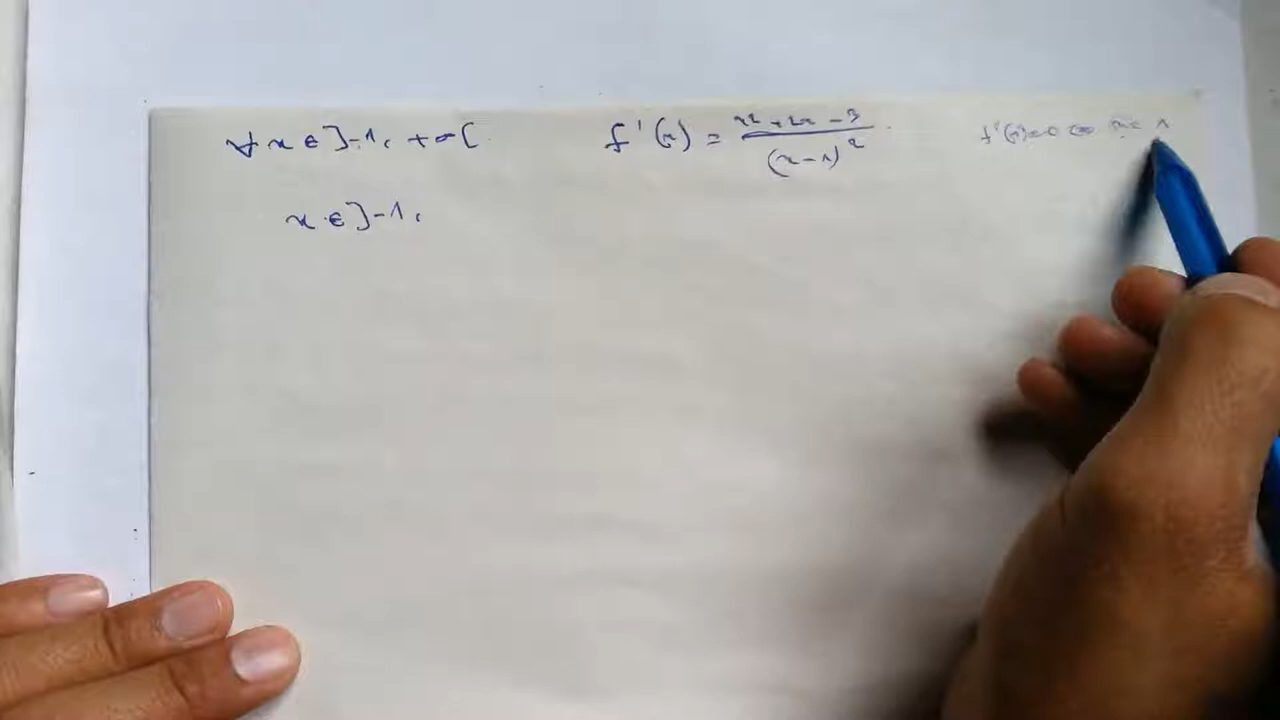 ∀x ∈ ]-1, +∞[  f'(x) = (x² + 2x - 3)/(x-1)²  f'(x)=0 ⇔ x = 1
x ∈ ]-1,